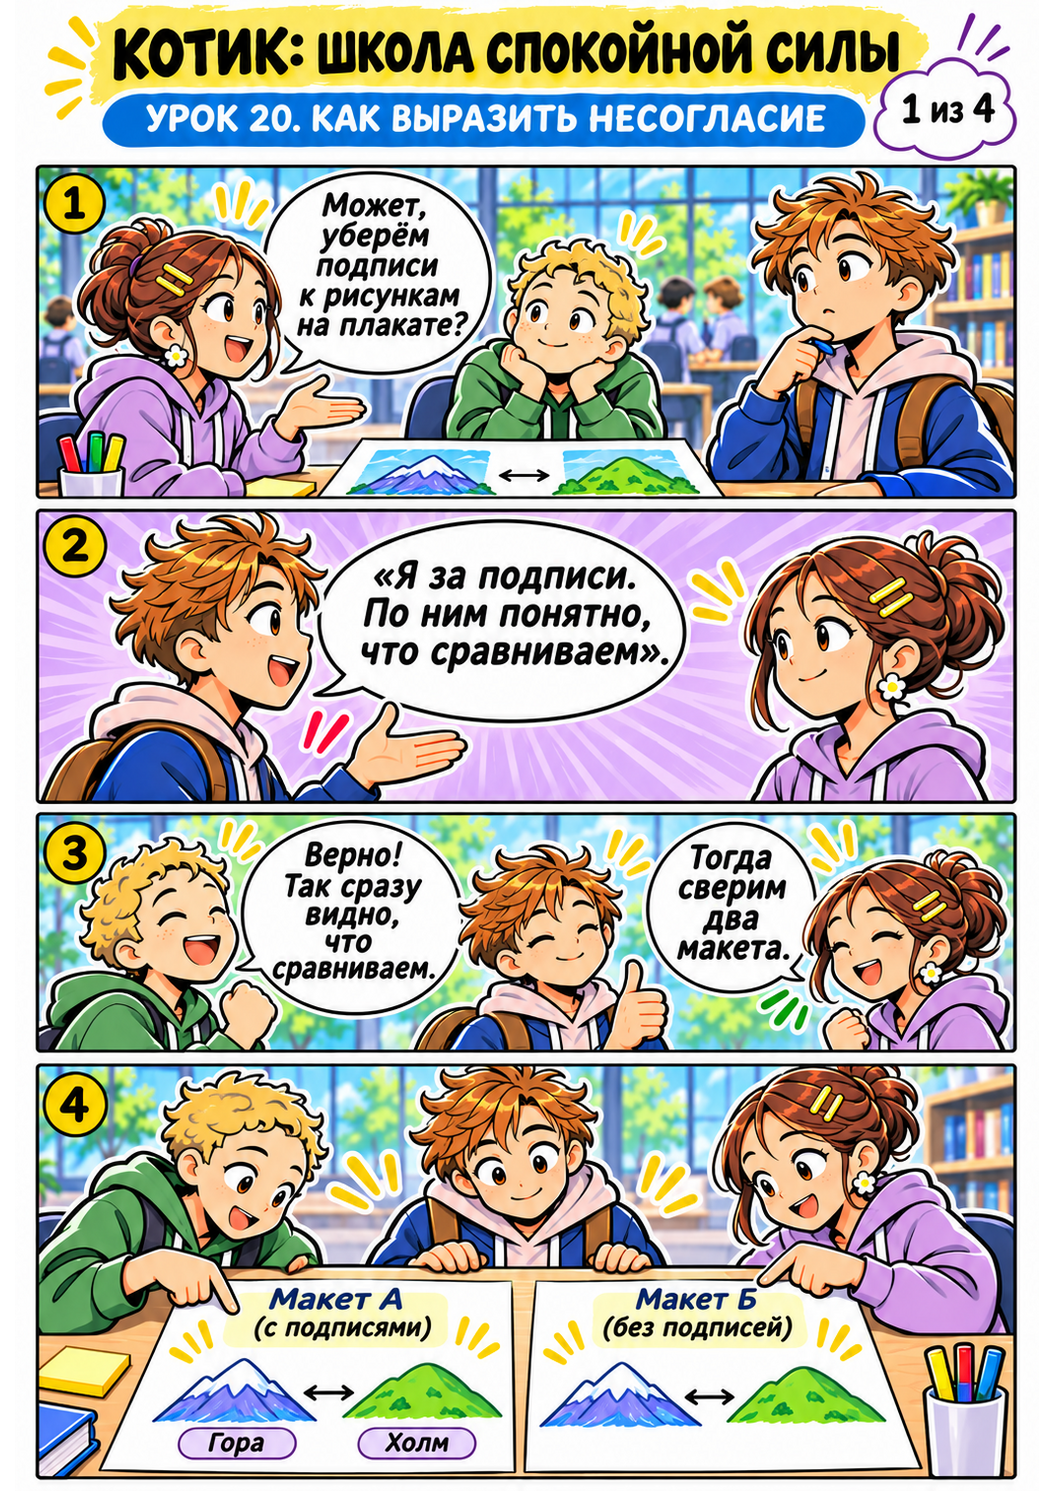 КОТИК: ШКОЛА СПОКОЙНОЙ СИЛЫ
УРОК 20. КАК ВЫРАЗИТЬ НЕСОГЛАСИЕ
1 из 4
1
Может,
уберём
подписи
к рисункам
на плакате?
2
«Я за подписи.
По ним понятно,
что сравниваем».
3
Верно!
Так сразу
видно,
что
сравниваем.
Тогда
сверим
два
макета.
4
Макет А
(с подписями)
Гора
Холм
Макет Б
(без подписей)